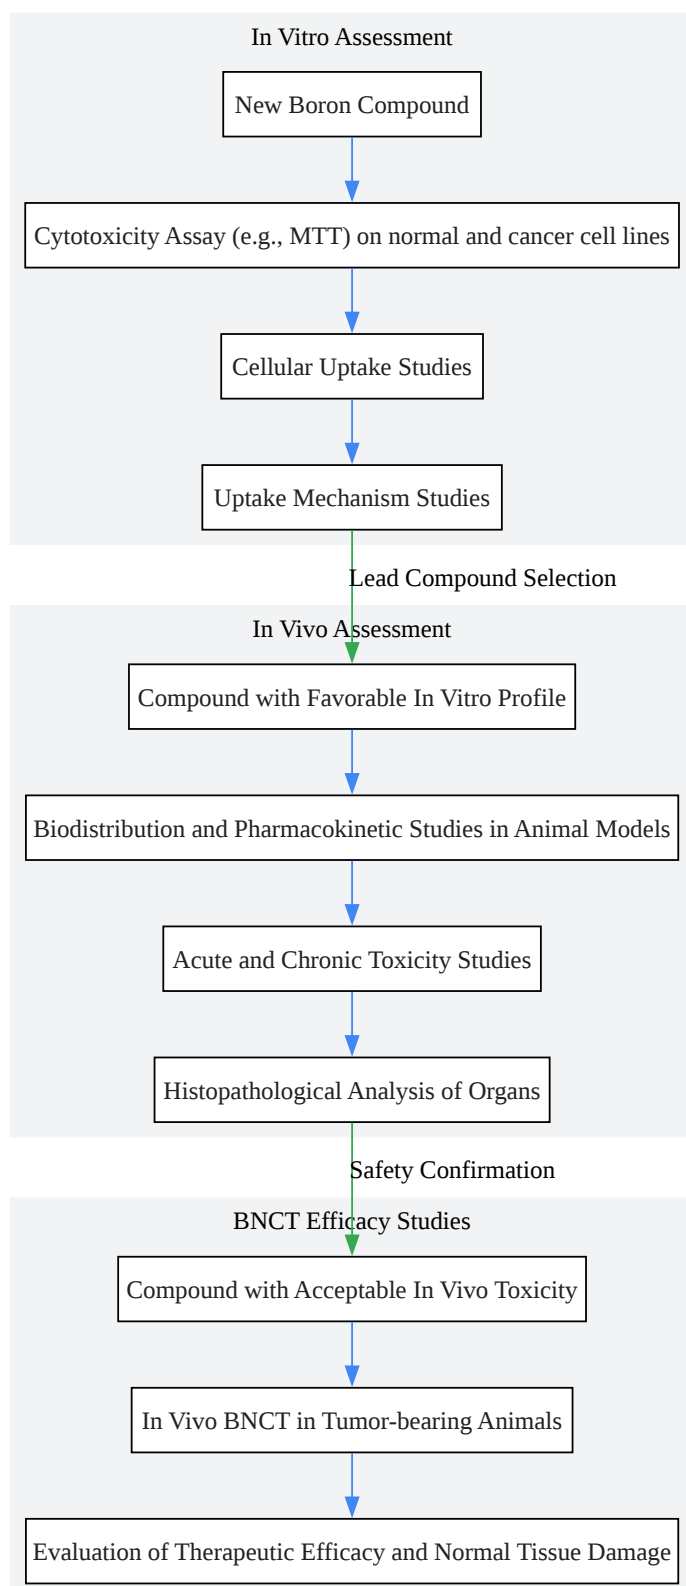 In Vitro Assessment
New Boron Compound
Cytotoxicity Assay (e.g., MTT) on normal and cancer cell lines
Cellular Uptake Studies
Uptake Mechanism Studies
Lead Compound Selection
In Vivo Assessment
Compound with Favorable In Vitro Profile
Biodistribution and Pharmacokinetic Studies in Animal Models
Acute and Chronic Toxicity Studies
Histopathological Analysis of Organs
Safety Confirmation
BNCT Efficacy Studies
Compound with Acceptable In Vivo Toxicity
In Vivo BNCT in Tumor-bearing Animals
Evaluation of Therapeutic Efficacy and Normal Tissue Damage